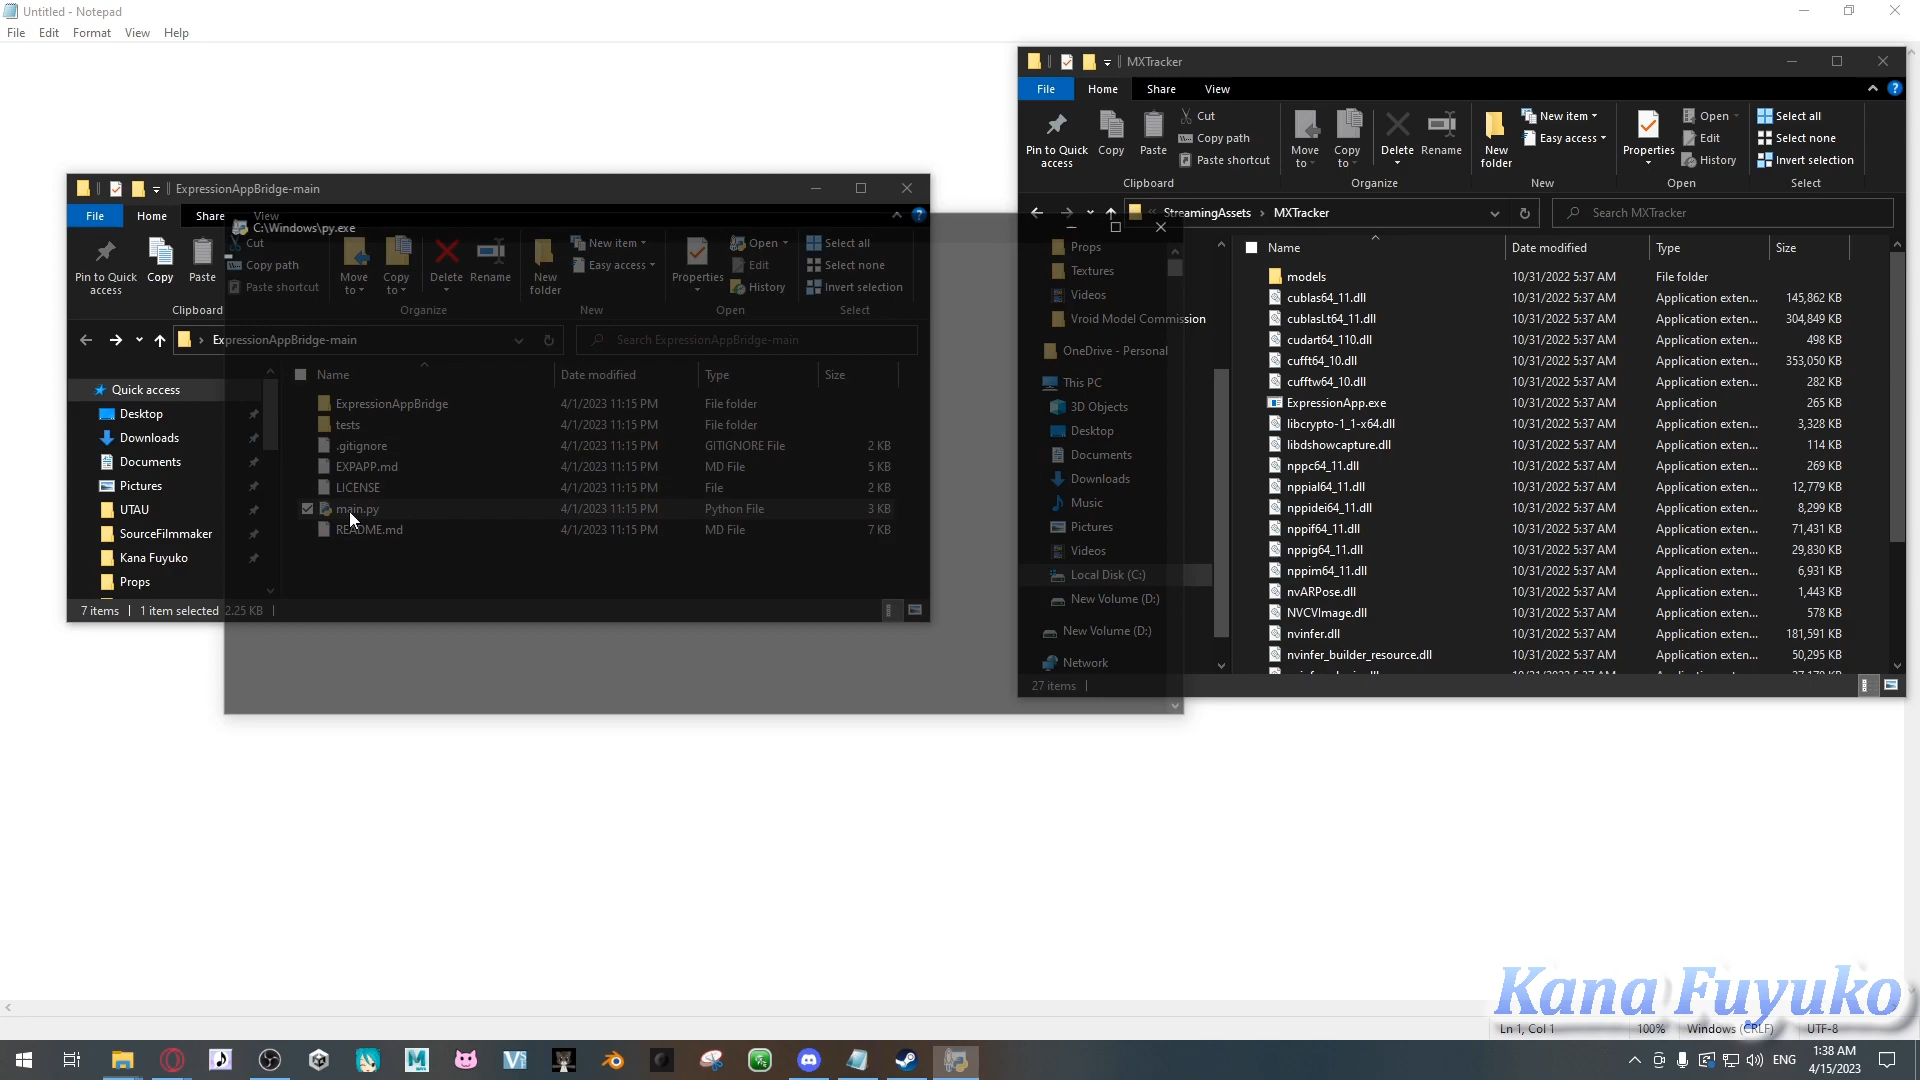 Untitled - Notepad
File Edit Format View Help
MXTracker
File Home Share View
Pin to Quick access
Copy
Paste
Cut
Copy path
Paste shortcut
Move to
Copy to
Delete
Rename
New folder
New item
Easy access
Properties
Open
Edit
History
Select all
Select none
Invert selection
Clipboard Organize New Open Select
StreamingAssets > MXTracker
Search MXTracker
Props
Textures
Videos
Vroid Model Commission
OneDrive - Personal
This PC
3D Objects
Desktop
Documents
Downloads
Music
Pictures
Videos
Local Disk (C:)
New Volume (D:)
New Volume (D:)
Network
Name Date modified Type Size
models 10/31/2022 5:37 AM File folder
cublas64_11.dll 10/31/2022 5:37 AM Application exten... 145,862 KB
cublasLt64_11.dll 10/31/2022 5:37 AM Application exten... 304,849 KB
cudart64_110.dll 10/31/2022 5:37 AM Application exten... 498 KB
cufft64_10.dll 10/31/2022 5:37 AM Application exten... 353,050 KB
cufftw64_10.dll 10/31/2022 5:37 AM Application exten... 282 KB
ExpressionApp.exe 10/31/2022 5:37 AM Application 265 KB
libcrypto-1_1-x64.dll 10/31/2022 5:37 AM Application exten... 3,328 KB
libdshowcapture.dll 10/31/2022 5:37 AM Application exten... 114 KB
nppc64_11.dll 10/31/2022 5:37 AM Application exten... 269 KB
nppial64_11.dll 10/31/2022 5:37 AM Application exten... 12,779 KB
nppidei64_11.dll 10/31/2022 5:37 AM Application exten... 8,299 KB
nppif64_11.dll 10/31/2022 5:37 AM Application exten... 71,431 KB
nppig64_11.dll 10/31/2022 5:37 AM Application exten... 29,830 KB
nppim64_11.dll 10/31/2022 5:37 AM Application exten... 6,931 KB
nvARPose.dll 10/31/2022 5:37 AM Application exten... 1,443 KB
NVCVImage.dll 10/31/2022 5:37 AM Application exten... 578 KB
nvinfer.dll 10/31/2022 5:37 AM Application exten... 181,591 KB
nvinfer_builder_resource.dll 10/31/2022 5:37 AM Application exten... 50,295 KB
27 items
ExpressionAppBridge-main
File Home Share View
C:\Windows\py.exe
Pin to Quick access
Copy
Paste
Cut
Copy path
Paste shortcut
Move to
Copy to
Delete
Rename
New folder
New item
Easy access
Properties
Open
Edit
History
Select all
Select none
Invert selection
Clipboard Organize New Open Select
ExpressionAppBridge-main
Search ExpressionAppBridge-main
Quick access
Desktop
Downloads
Documents
Pictures
UTAU
SourceFilmmaker
Kana Fuyuko
Props
Name Date modified Type Size
ExpressionAppBridge 4/1/2023 11:15 PM File folder
tests 4/1/2023 11:15 PM File folder
.gitignore 4/1/2023 11:15 PM GITIGNORE File 2 KB
EXPAPP.md 4/1/2023 11:15 PM MD File 5 KB
LICENSE 4/1/2023 11:15 PM File 2 KB
main.py 4/1/2023 11:15 PM Python File 3 KB
README.md 4/1/2023 11:15 PM MD File 7 KB
7 items 1 item selected 2.25 KB
Kana Fuyuko
Ln 1, Col 1 100% Windows (CRLF) UTF-8
ENG
1:38 AM
4/15/2023